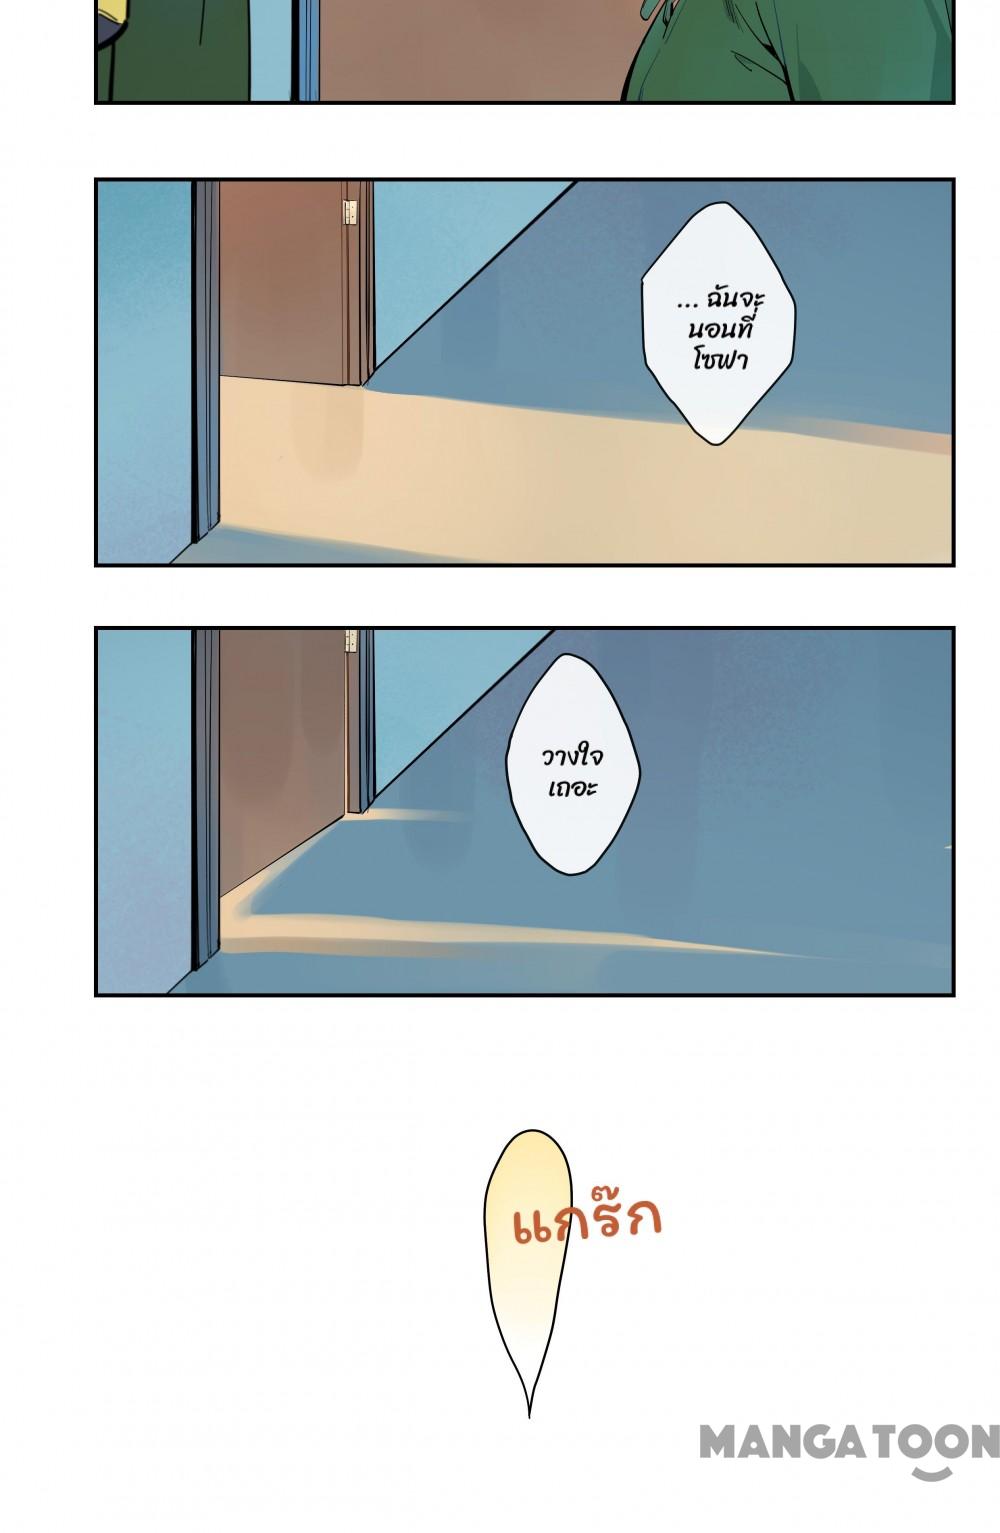 ... ฉันจะ
นอนที่
โซฟา
วางใจ
เถอะ
แกร๊ก
MANGATOON